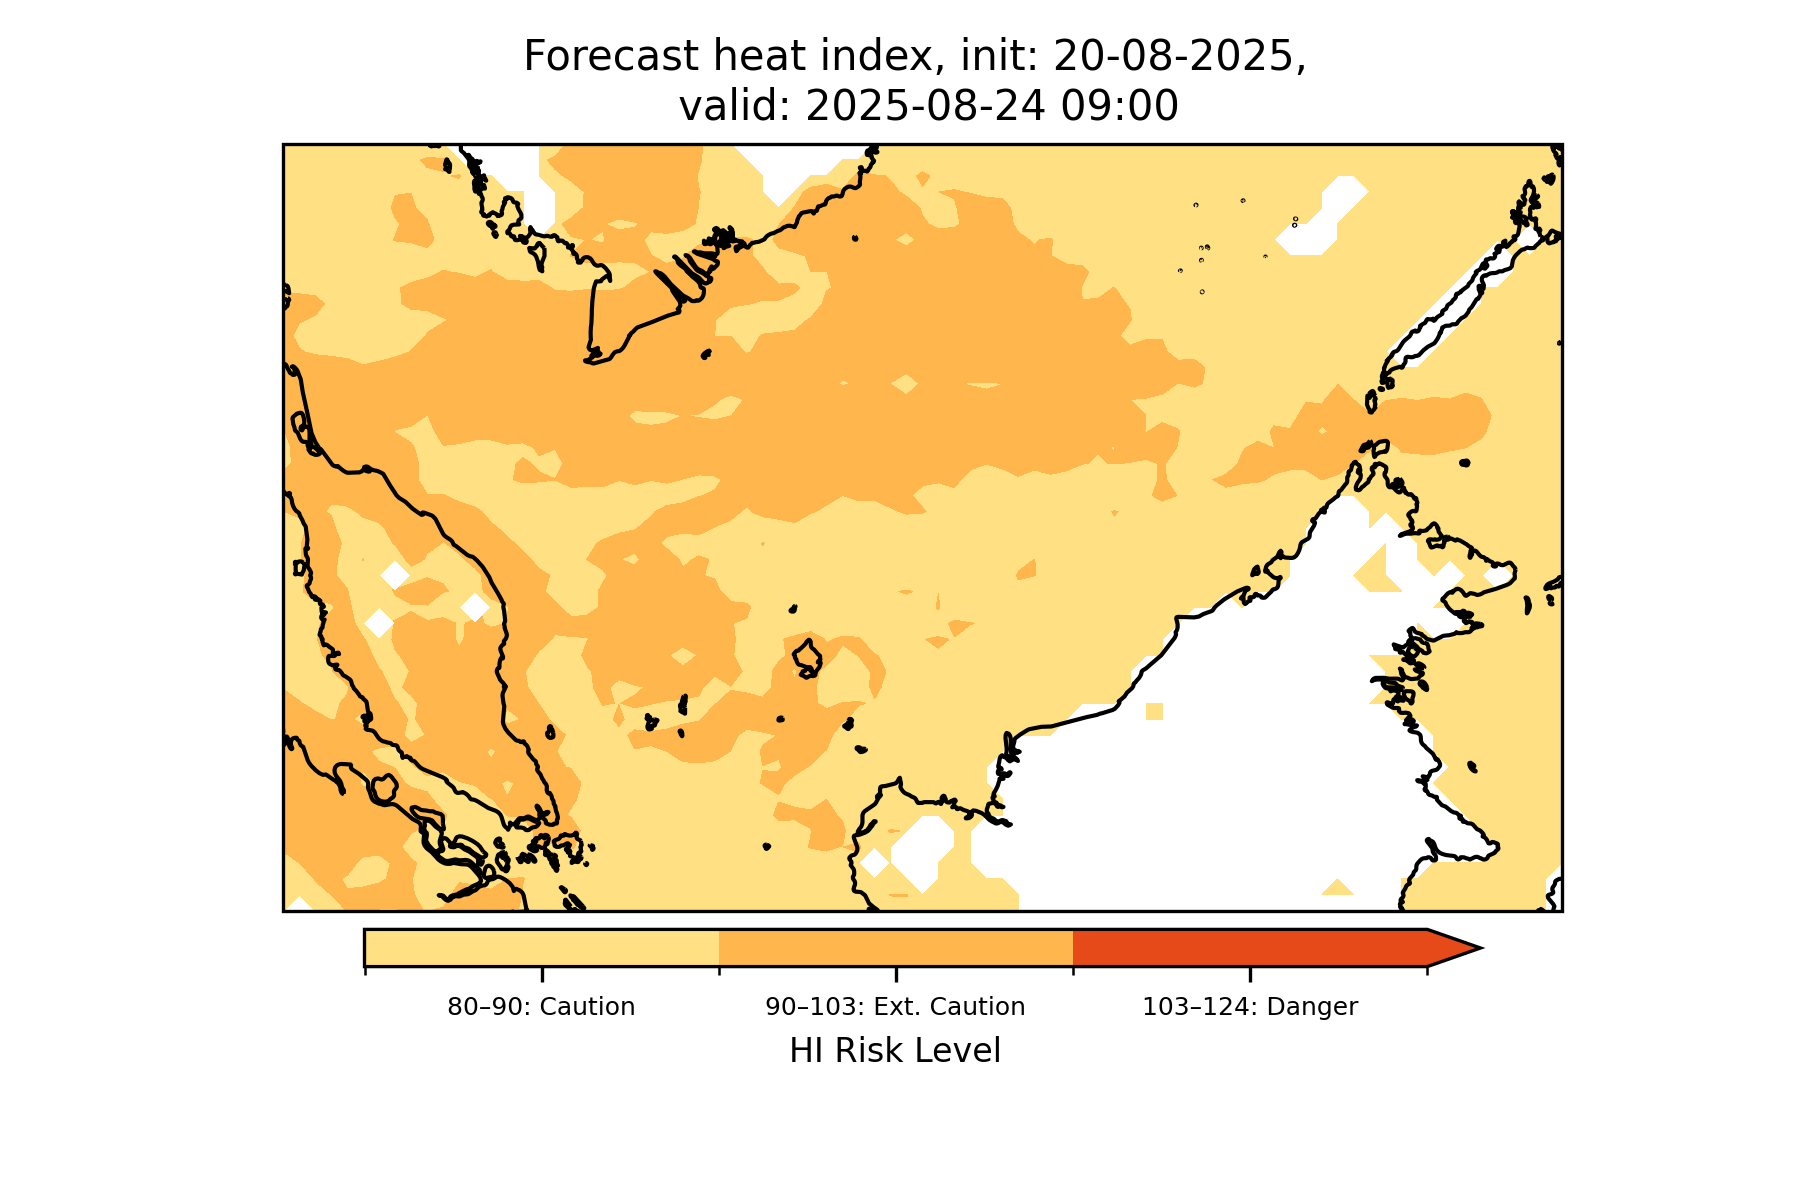 Forecast heat index, init: 20-08-2025,
valid: 2025-08-24 09:00
80–90: Caution
90–103: Ext. Caution
103–124: Danger
HI Risk Level